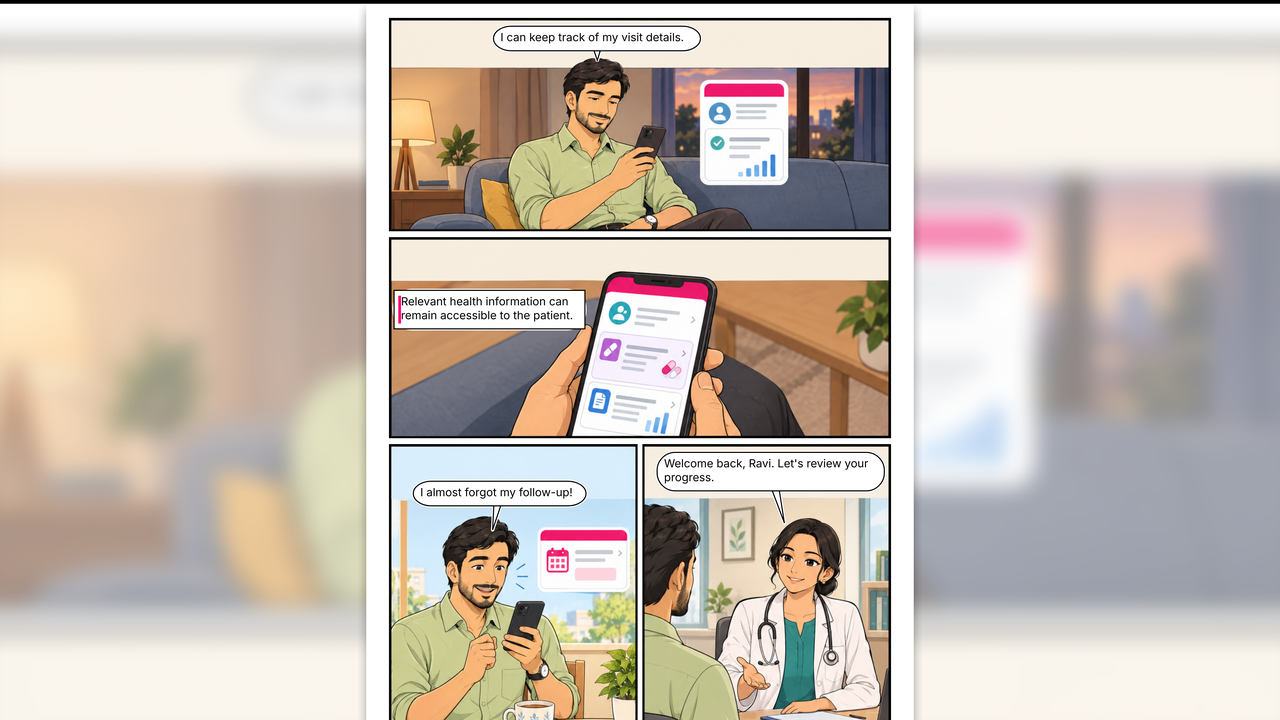 I can keep track of my visit details.
Relevant health information can
remain accessible to the patient.
I almost forgot my follow-up!
Welcome back, Ravi. Let's review your
progress.